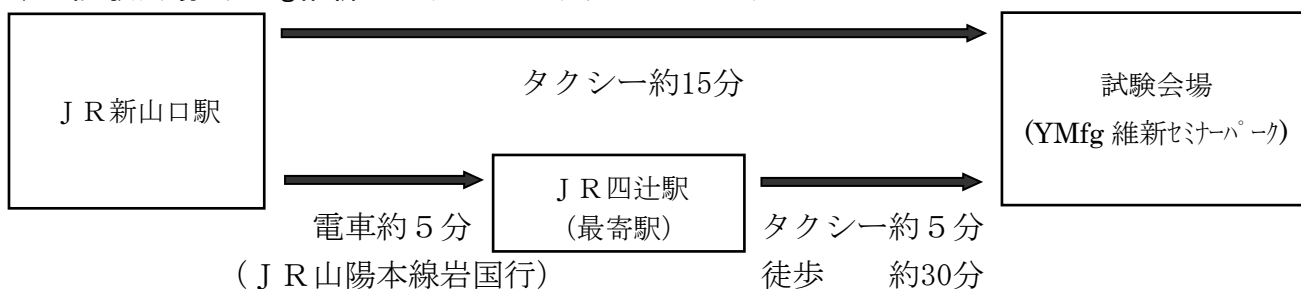 ＪＲ新山口駅
タクシー約15分
試験会場
(YMfg 維新ｾﾐﾅｰﾊﾟｰｸ)
電車約５分
（ＪＲ山陽本線岩国行）
ＪＲ四辻駅
（最寄駅）
タクシー約５分
徒歩　　約30分